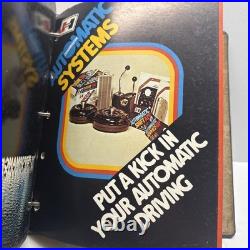 AUTOMATIC
SYSTEMS
PUT A KICK IN
YOUR AUTOMATIC
DRIVING